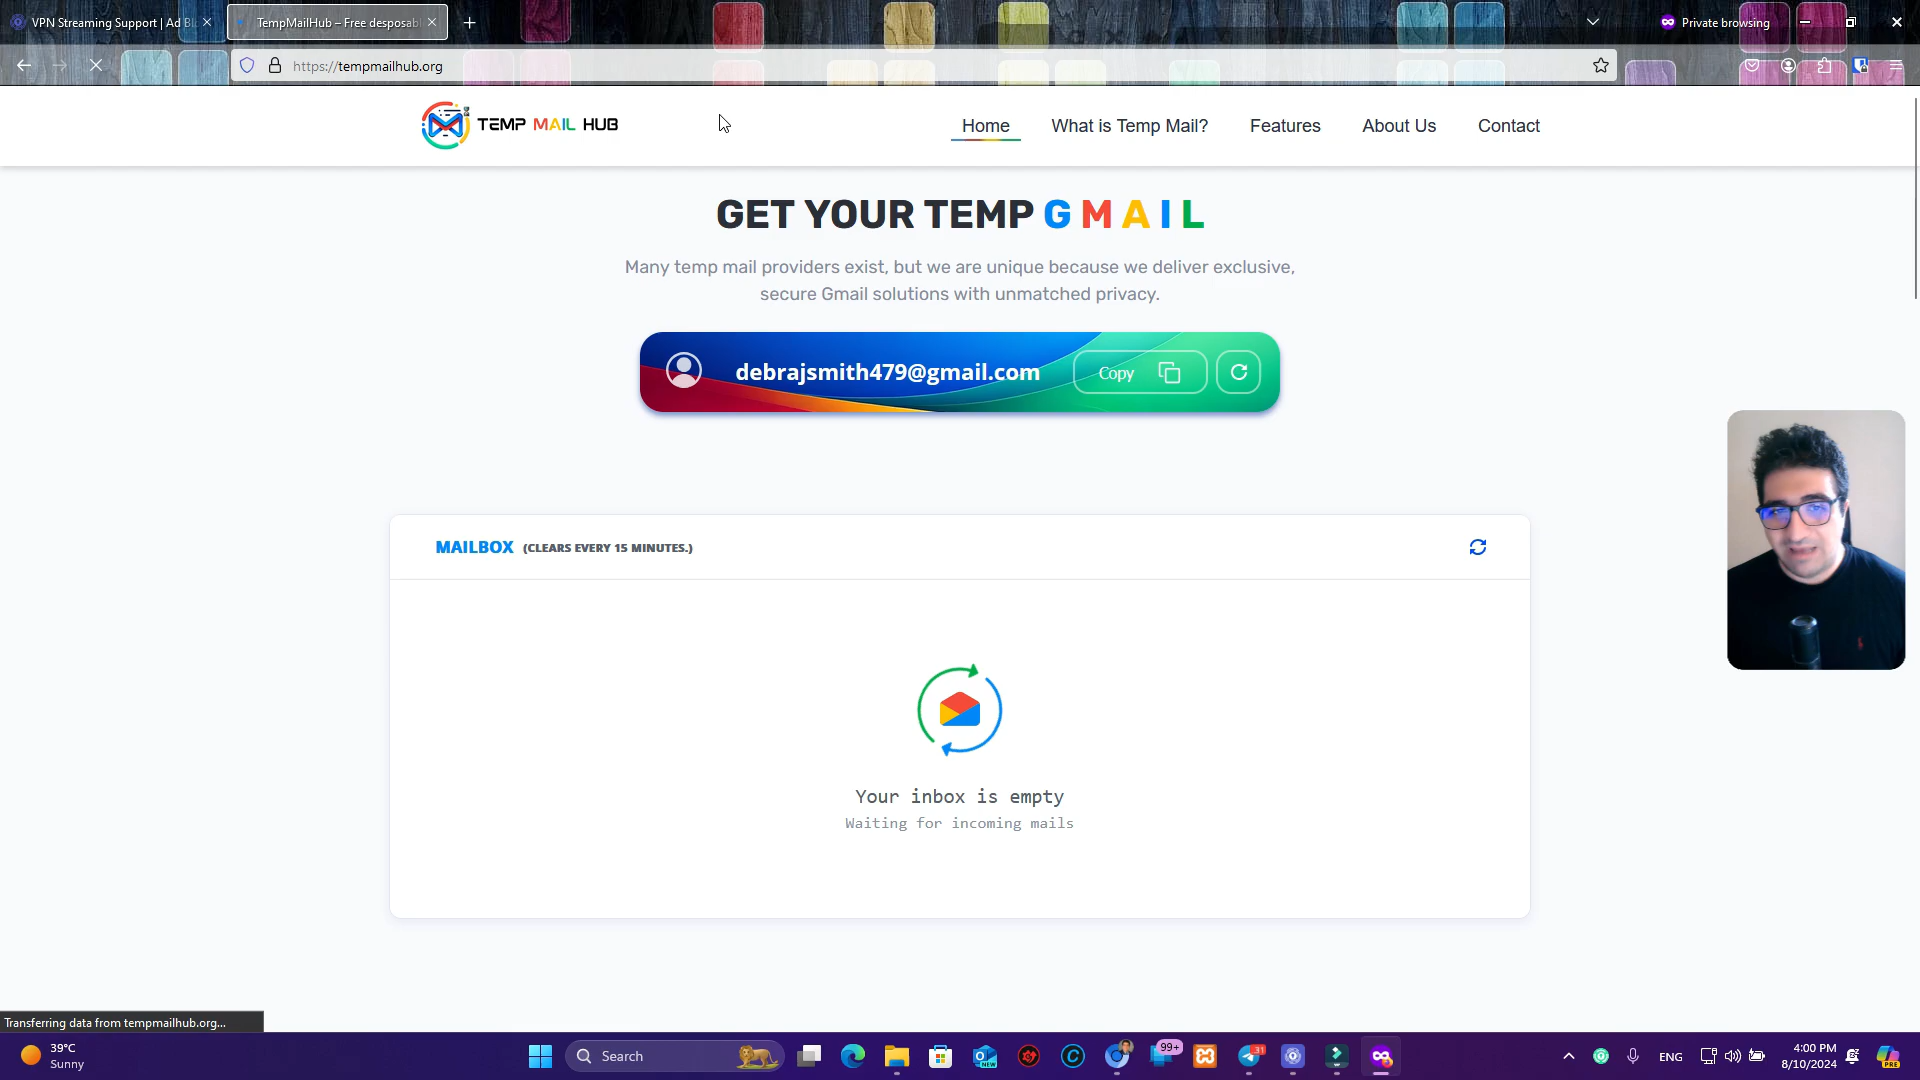 VPN Streaming Support | Ad Bl
TempMailHub – Free desposab
Private browsing
https://tempmailhub.org
TEMP MAIL HUB
Home
What is Temp Mail?
Features
About Us
Contact
GET YOUR TEMP GMAIL
Many temp mail providers exist, but we are unique because we deliver exclusive,
secure Gmail solutions with unmatched privacy.
debrajsmith479@gmail.com
Copy
MAILBOX (CLEARS EVERY 15 MINUTES.)
Your inbox is empty
Waiting for incoming mails
Transferring data from tempmailhub.org...
39°C
Sunny
Search
NEW
99+
31
ENG
4:00 PM
8/10/2024
PRE